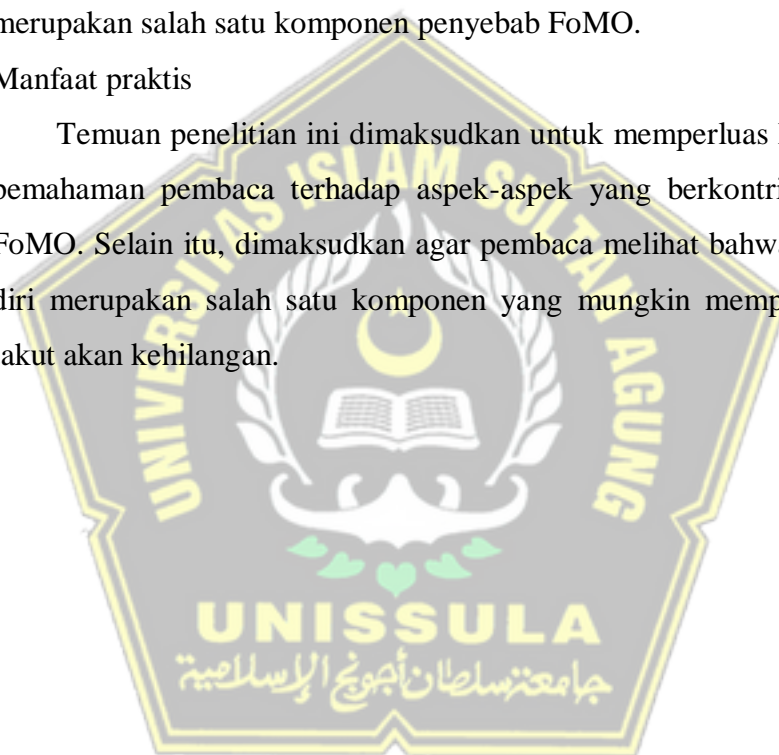 merupakan salah satu komponen penyebab FoMO.
Manfaat praktis
Temuan penelitian ini dimaksudkan untuk memperluas
pemahaman pembaca terhadap aspek-aspek yang berkontri
FoMO. Selain itu, dimaksudkan agar pembaca melihat bahwa
diri merupakan salah satu komponen yang mungkin memp
takut akan kehilangan.
UNIVERSITAS ISLAM SULTAN AGUNG
UNISSULA
جامعتنسلطان أجونج الإسلامية